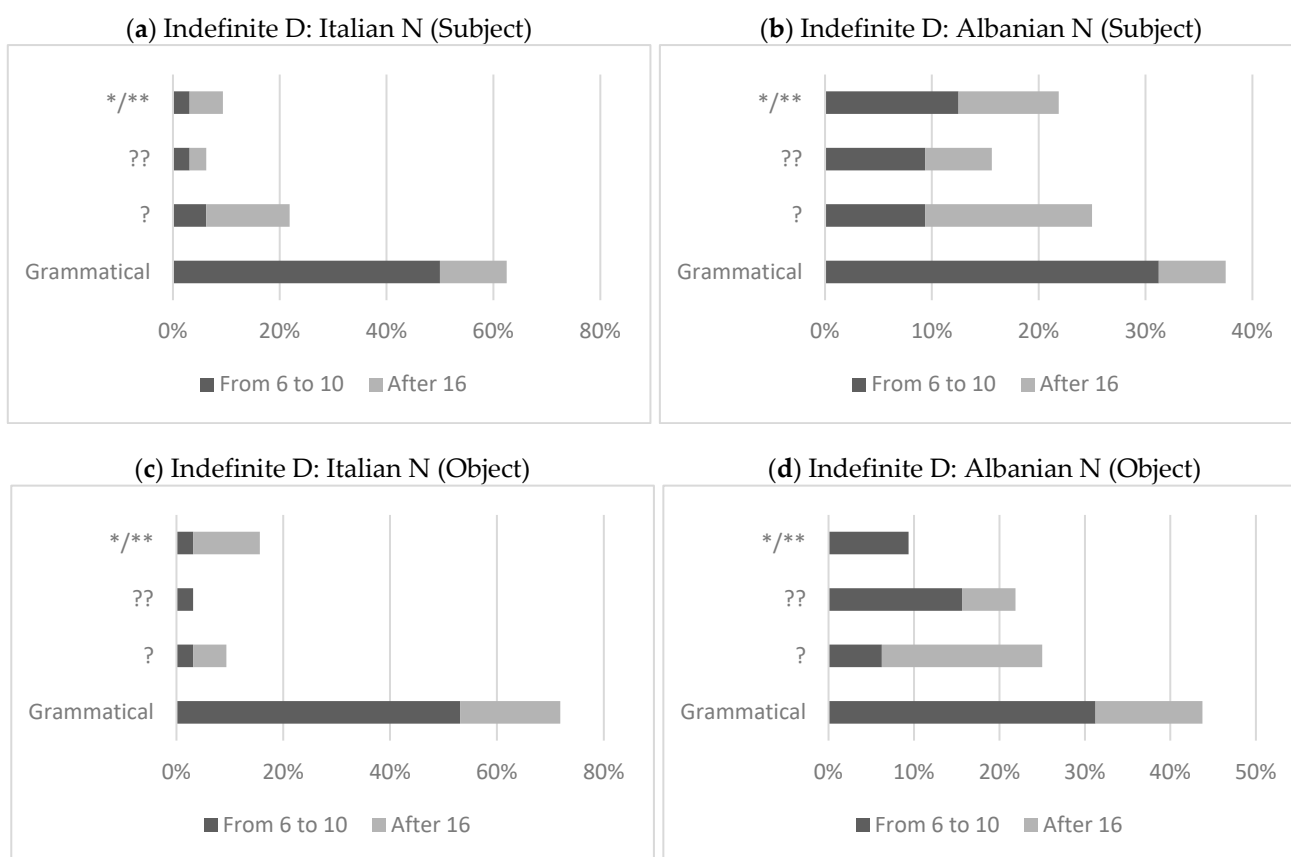 (a) Indefinite D: Italian N (Subject)
*/**
??
?
Grammatical
0% 20% 40% 60% 80%
From 6 to 10 After 16
(b) Indefinite D: Albanian N (Subject)
*/**
??
?
Grammatical
0% 10% 20% 30% 40%
From 6 to 10 After 16
(c) Indefinite D: Italian N (Object)
*/**
??
?
Grammatical
0% 20% 40% 60% 80%
From 6 to 10 After 16
(d) Indefinite D: Albanian N (Object)
*/**
??
?
Grammatical
0% 10% 20% 30% 40% 50%
From 6 to 10 After 16